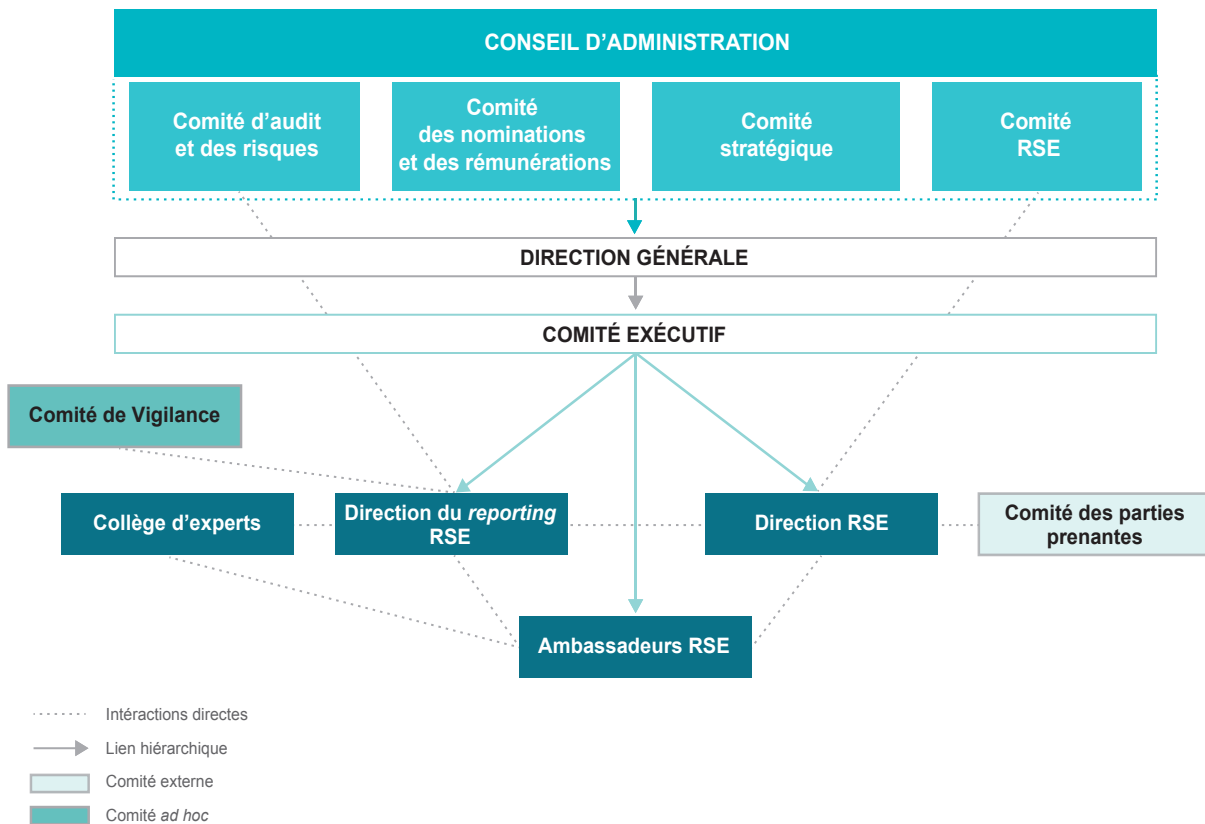 CONSEIL D’ADMINISTRATION
Comité d’audit
et des risques
Comité
des nominations
et des rémunérations
Comité
stratégique
Comité
RSE
DIRECTION GÉNÉRALE
COMITÉ EXÉCUTIF
Comité de Vigilance
Collège d’experts
Direction du reporting
RSE
Direction RSE
Comité des parties
prenantes
Ambassadeurs RSE
Intéractions directes
Lien hiérarchique
Comité externe
Comité ad hoc